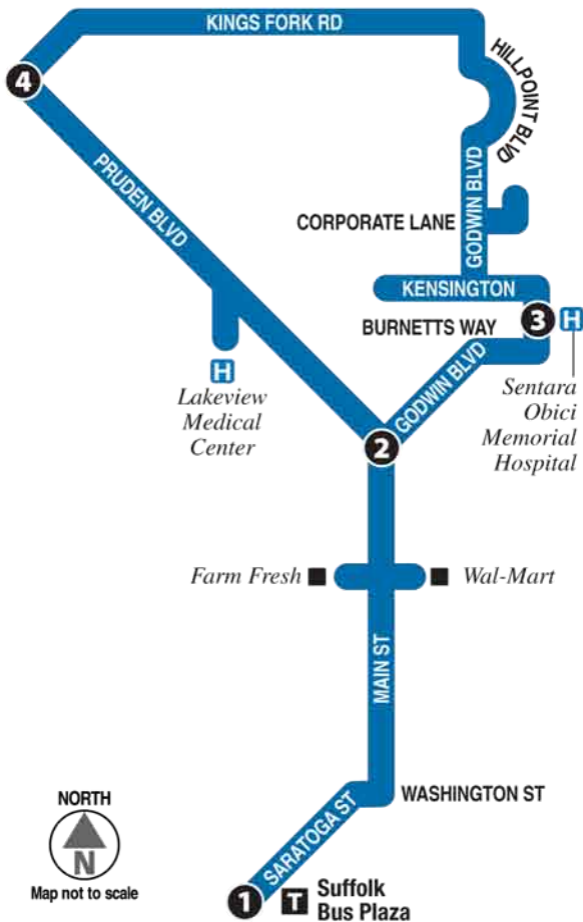 KINGS FORK RD
HILLPOINT BLVD
4
PRUDEN BLVD
GODWIN BLVD
CORPORATE LANE
KENSINGTON
BURNETTS WAY
3
H
GODWIN BLVD
H
Lakeview
Medical
Center
Sentara
Obici
Memorial
Hospital
2
Farm Fresh
Wal-Mart
MAIN ST
WASHINGTON ST
SARATOGA ST
NORTH
N
Map not to scale
1
T
Suffolk
Bus Plaza